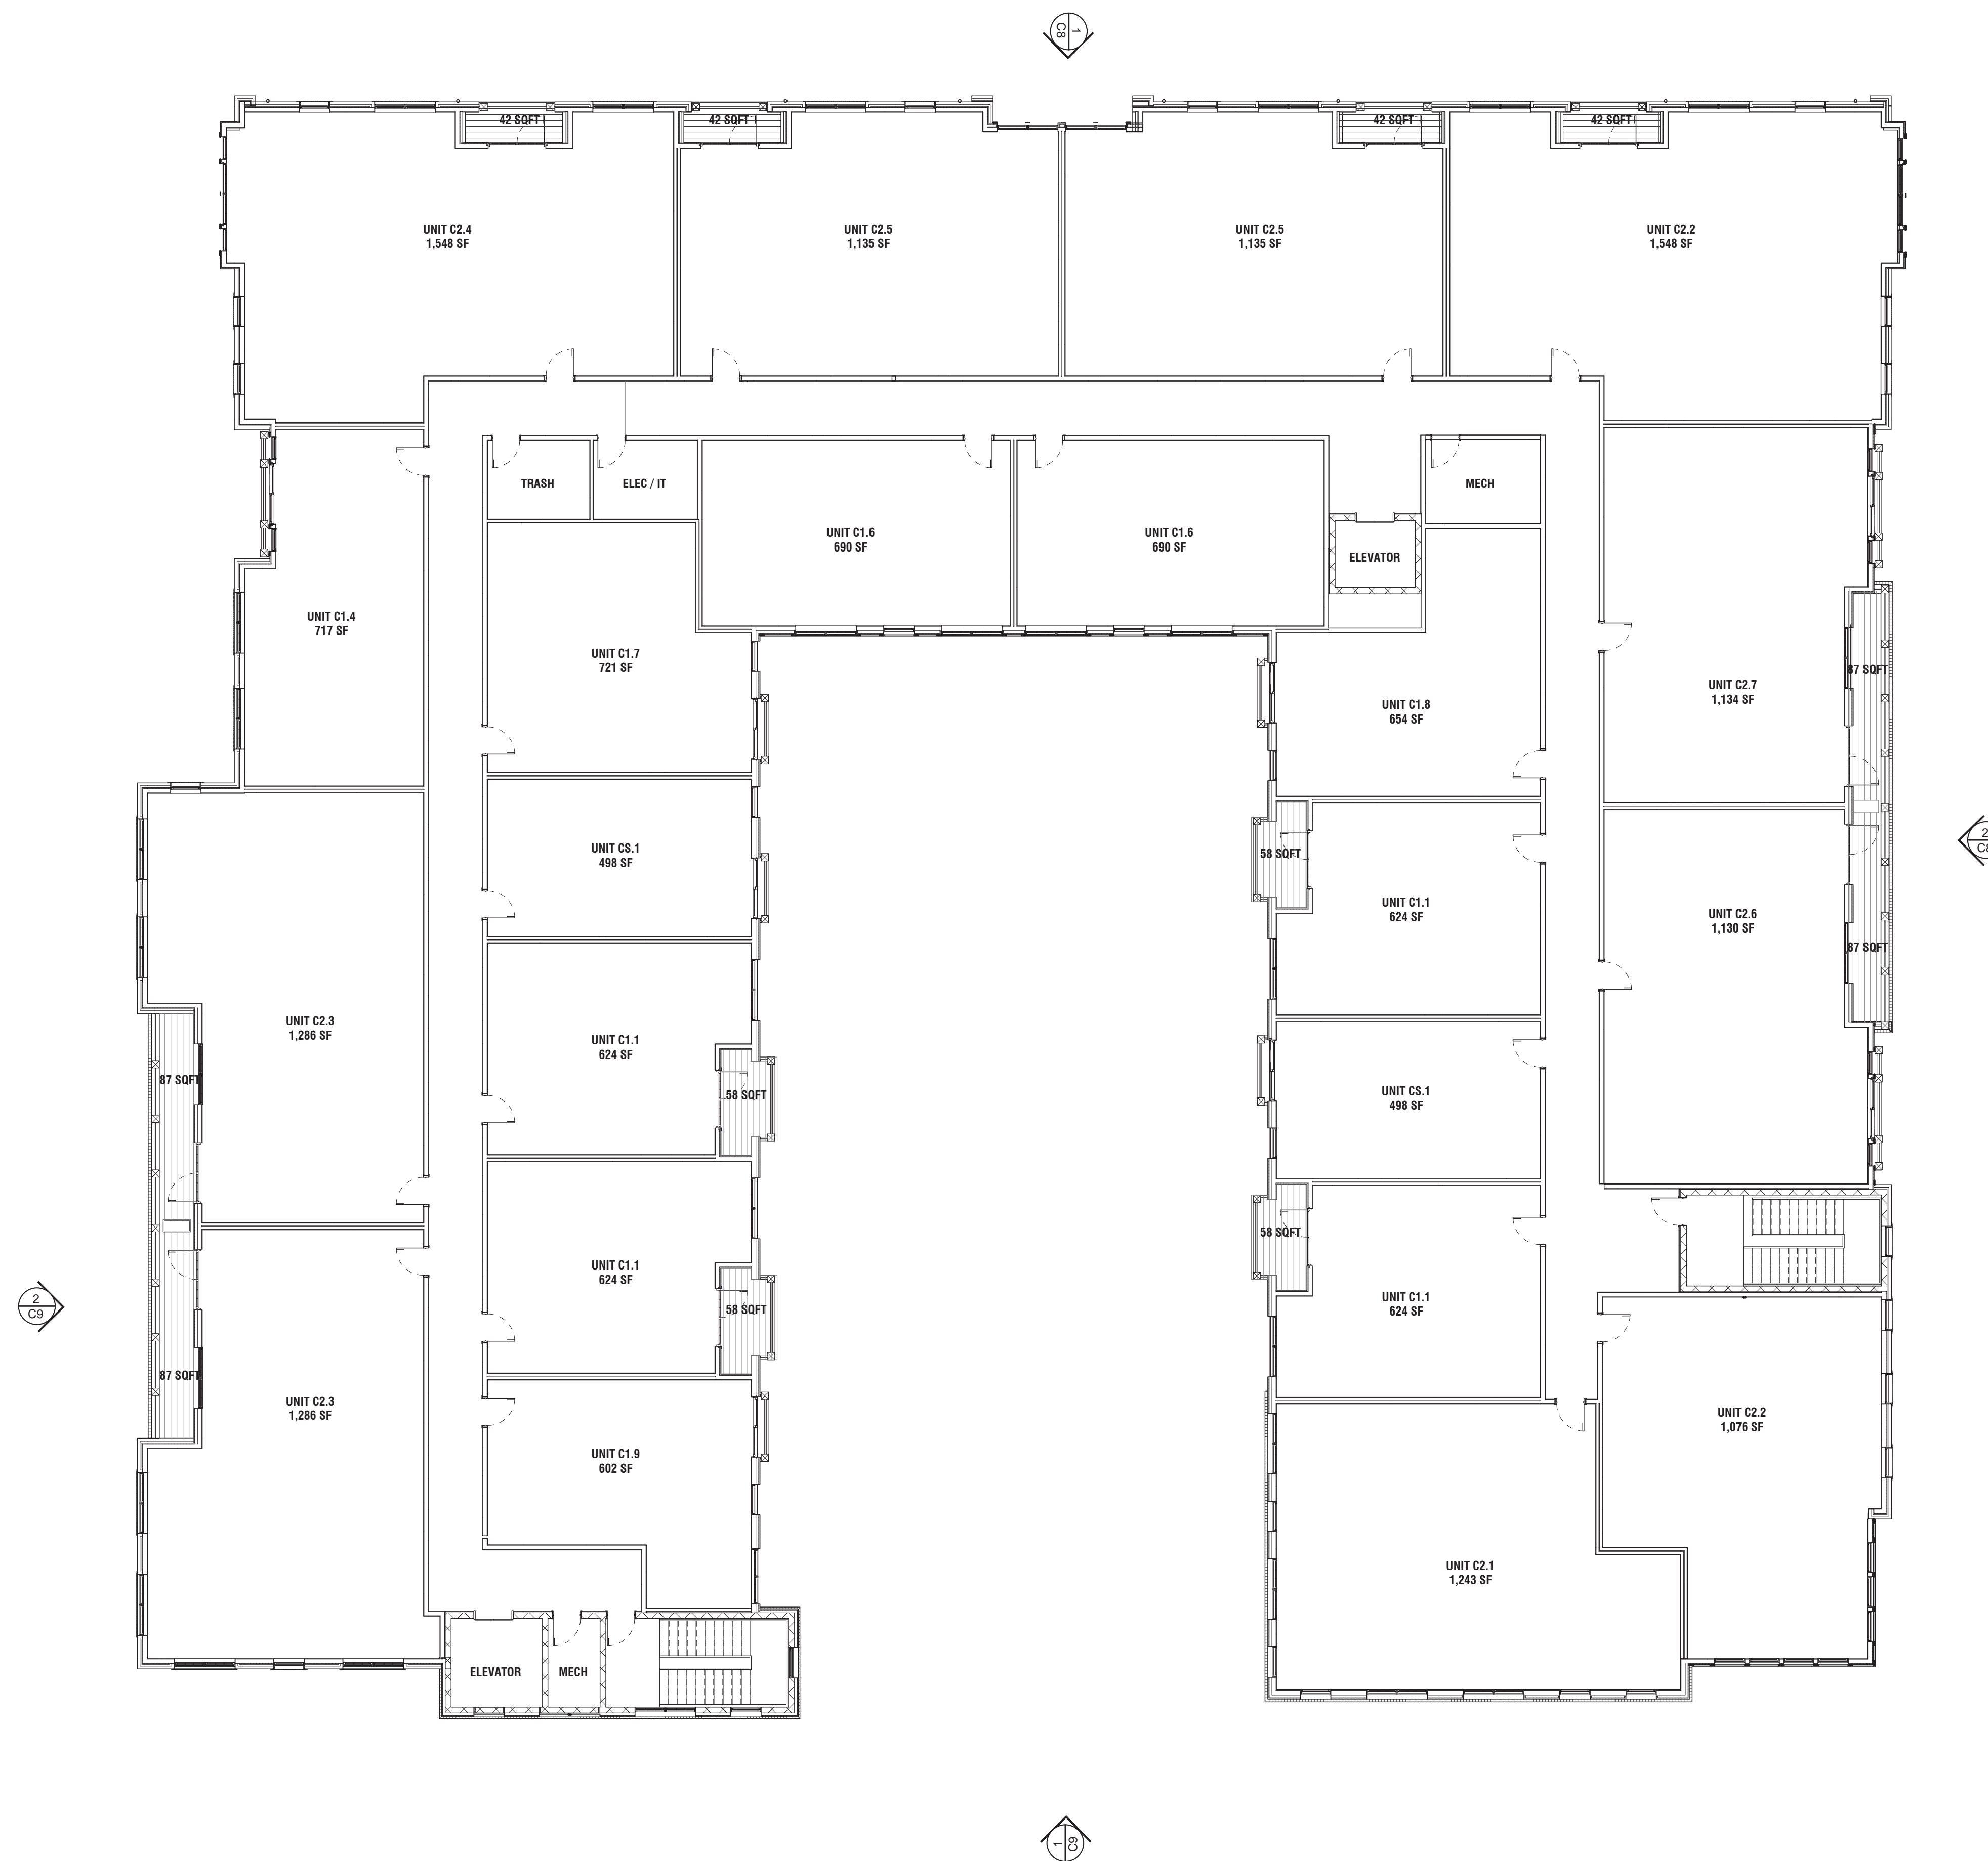 1
C8
42 SQFT
42 SQFT
42 SQFT
42 SQFT
UNIT C2.4
1,548 SF
UNIT C2.5
1,135 SF
UNIT C2.5
1,135 SF
UNIT C2.2
1,548 SF
TRASH
ELEC / IT
MECH
UNIT C1.6
690 SF
UNIT C1.6
690 SF
ELEVATOR
UNIT C1.4
717 SF
UNIT C1.7
721 SF
87 SQFT
UNIT C2.7
1,134 SF
UNIT C1.8
654 SF
2
C8
UNIT CS.1
498 SF
58 SQFT
UNIT C1.1
624 SF
UNIT C2.6
1,130 SF
87 SQFT
UNIT C2.3
1,286 SF
UNIT C1.1
624 SF
87 SQFT
58 SQFT
UNIT CS.1
498 SF
58 SQFT
UNIT C1.1
624 SF
UNIT C1.1
624 SF
2
C9
58 SQFT
87 SQFT
UNIT C2.3
1,286 SF
UNIT C2.2
1,076 SF
UNIT C1.9
602 SF
UNIT C2.1
1,243 SF
ELEVATOR
MECH
1
C9